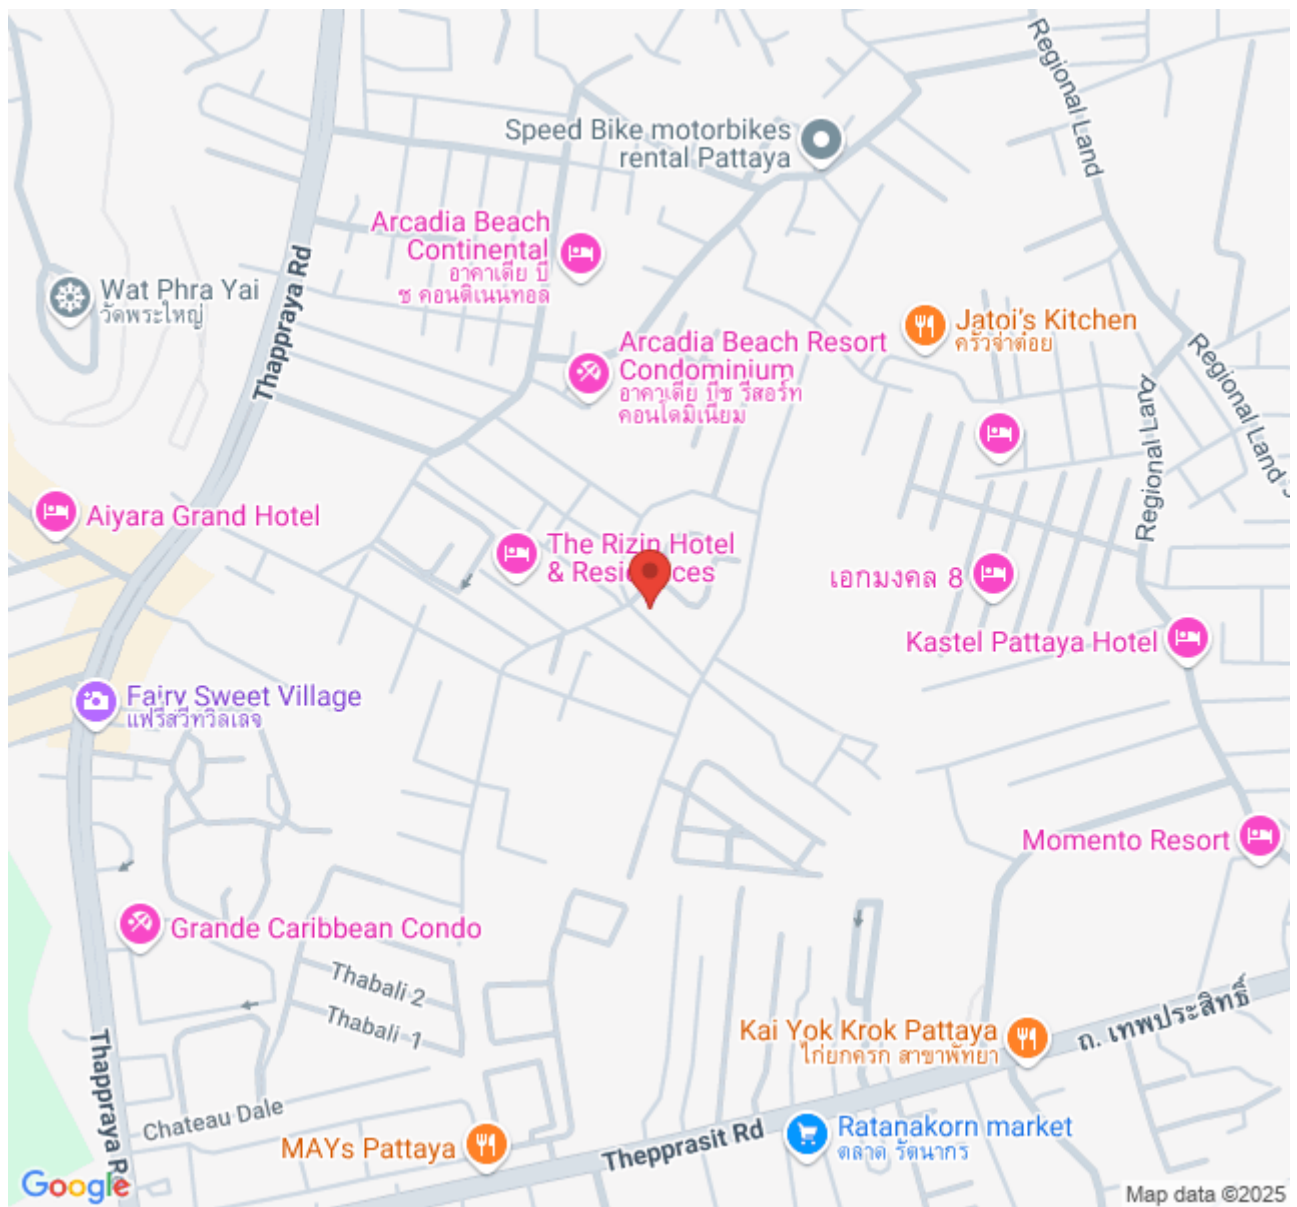 Regional Land
Speed Bike motorbikes
rental Pattaya
Arcadia Beach
Continental
อาคาเดีย บี
ช คอนติเนนทอล
Thappraya Rd
Wat Phra Yai
วัดพระใหญ่
Jatoi's Kitchen
ครัวจ่าต๋อย
Arcadia Beach Resort
Condominium
อาคาเดีย บีช รีสอร์ท
คอนโดมิเนียม
Regional Land
Regional Land
Aiyara Grand Hotel
The Rizin Hotel
& Residences
เอกมงคล 8
Kastel Pattaya Hotel
Fairy Sweet Village
แฟรี่สวีทวิลเลจ
Momento Resort
Grande Caribbean Condo
Thabali 2
Thabali 1
ถ. เทพประสิทธิ์
Kai Yok Krok Pattaya
ไก่ยกครก สาขาพัทยา
Thappraya Rd
Chateau Dale
MAYs Pattaya
Thepprasit Rd
Ratanakorn market
ตลาด รัตนากร
Google
Map data ©2025